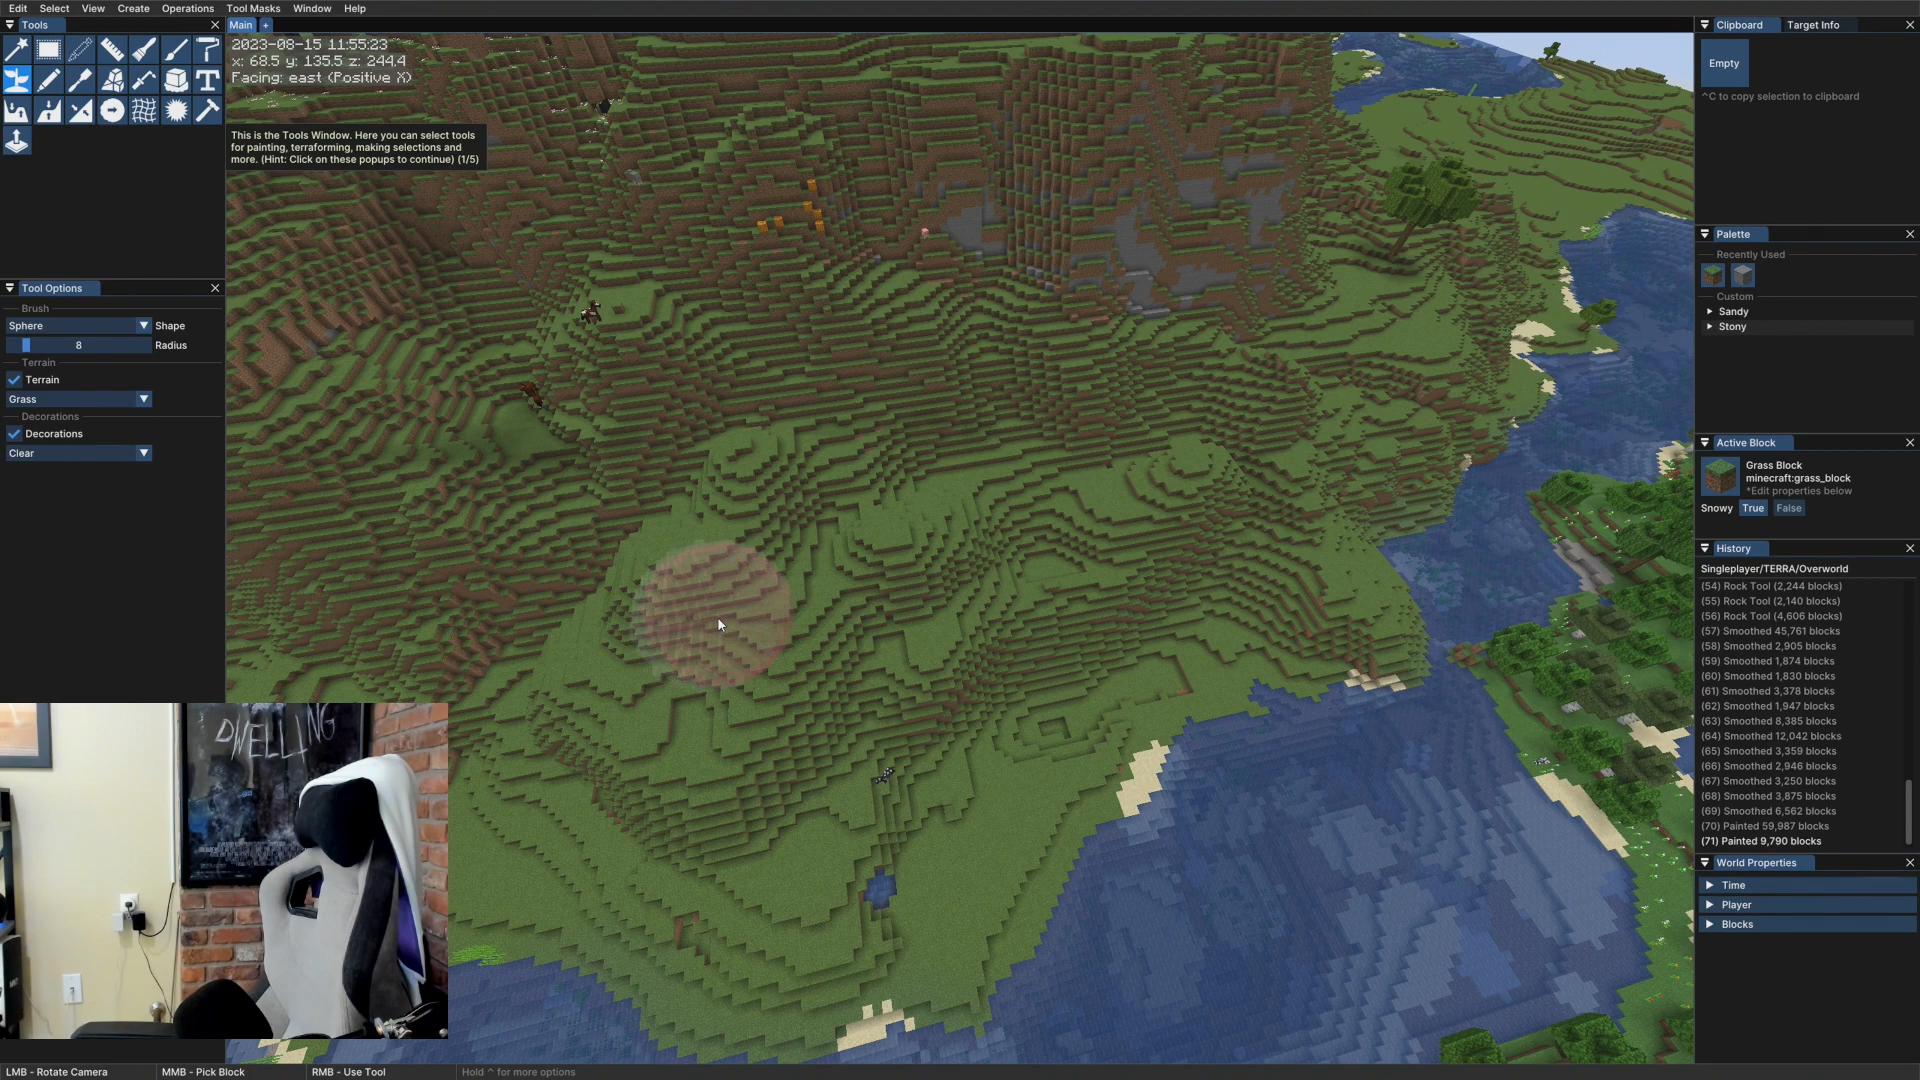 Edit Select View Create Operations Tool Masks Window Help
Tools
Main +
Clipboard Target Info
2023-08-15 11:55:23
x: 68.5 y: 135.5 z: 244.4
Facing: east (Positive X)
Empty
^C to copy selection to clipboard
This is the Tools Window. Here you can select tools
for painting, terraforming, making selections and
more. (Hint: Click on these popups to continue) (1/5)
Tool Options
Brush
Sphere Shape
8 Radius
Terrain
Terrain
Grass
Decorations
Decorations
Clear
Palette
Recently Used
Custom
Sandy
Stony
Active Block
Grass Block
minecraft:grass_block
*Edit properties below
Snowy True False
History
Singleplayer/TERRA/Overworld
(54) Rock Tool (2,244 blocks)
(55) Rock Tool (2,140 blocks)
(56) Rock Tool (4,606 blocks)
(57) Smoothed 45,761 blocks
(58) Smoothed 2,905 blocks
(59) Smoothed 1,874 blocks
(60) Smoothed 1,830 blocks
(61) Smoothed 3,378 blocks
(62) Smoothed 1,947 blocks
(63) Smoothed 8,385 blocks
(64) Smoothed 12,042 blocks
(65) Smoothed 3,359 blocks
(66) Smoothed 2,946 blocks
(67) Smoothed 3,250 blocks
(68) Smoothed 3,875 blocks
(69) Smoothed 6,562 blocks
(70) Painted 59,987 blocks
(71) Painted 9,790 blocks
World Properties
Time
Player
Blocks
DWELLING
LMB - Rotate Camera MMB - Pick Block RMB - Use Tool Hold ^ for more options